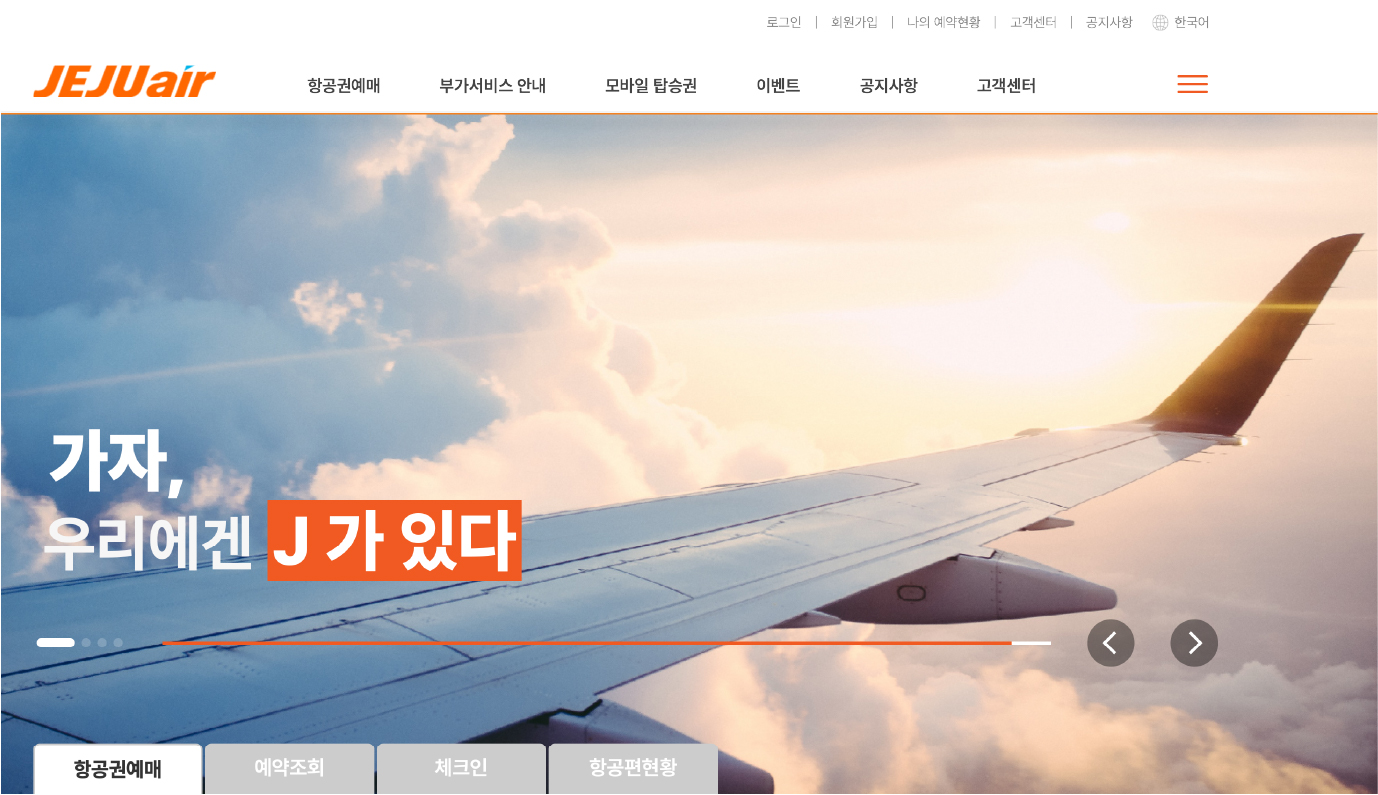 로그인 | 회원가입 | 나의 예약현황 | 고객센터 | 공지사항 한국어
JEJUair 항공권예매 부가서비스 안내 모바일 탑승권 이벤트 공지사항 고객센터
가자,
우리에겐 J 가 있다
항공권예매 예약조회 체크인 항공편현황